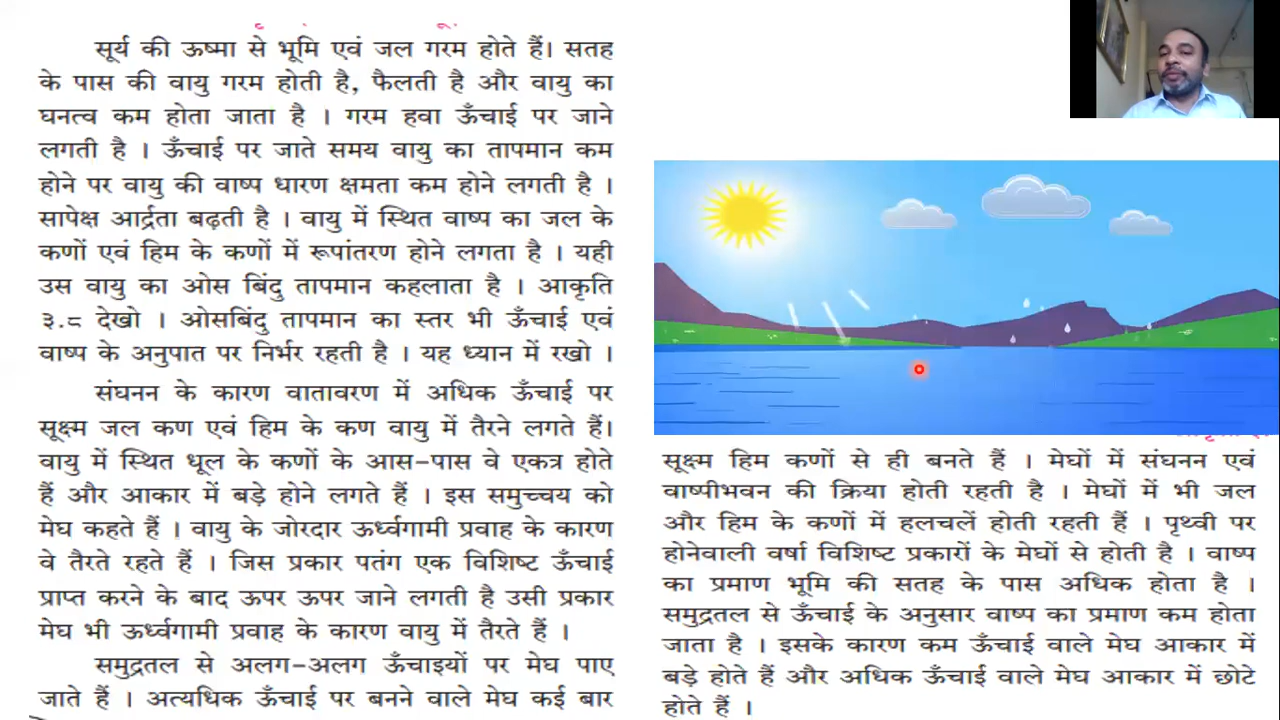 सूर्य की ऊष्मा से भूमि एवं जल गरम होते हैं। सतह
के पास की वायु गरम होती है, फैलती है और वायु का
घनत्व कम होता जाता है । गरम हवा ऊँचाई पर जाने
लगती है । ऊँचाई पर जाते समय वायु का तापमान कम
होने पर वायु की वाष्प धारण क्षमता कम होने लगती है ।
सापेक्ष आर्द्रता बढ़ती है । वायु में स्थित वाष्प का जल के
कणों एवं हिम के कणों में रूपांतरण होने लगता है । यही
उस वायु का ओस बिंदु तापमान कहलाता है । आकृति
३.८ देखो । ओसबिंदु तापमान का स्तर भी ऊँचाई एवं
वाष्प के अनुपात पर निर्भर रहती है । यह ध्यान में रखो ।
संघनन के कारण वातावरण में अधिक ऊँचाई पर
सूक्ष्म जल कण एवं हिम के कण वायु में तैरने लगते हैं।
वायु में स्थित धूल के कणों के आस-पास वे एकत्र होते
हैं और आकार में बड़े होने लगते हैं । इस समुच्चय को
मेघ कहते हैं । वायु के जोरदार ऊर्ध्वगामी प्रवाह के कारण
वे तैरते रहते हैं । जिस प्रकार पतंग एक विशिष्ट ऊँचाई
प्राप्त करने के बाद ऊपर ऊपर जाने लगती है उसी प्रकार
मेघ भी ऊर्ध्वगामी प्रवाह के कारण वायु में तैरते हैं ।
समुद्रतल से अलग-अलग ऊँचाइयों पर मेघ पाए
जाते हैं । अत्यधिक ऊँचाई पर बनने वाले मेघ कई बार
सूक्ष्म हिम कणों से ही बनते हैं । मेघों में संघनन एवं
वाष्पीभवन की क्रिया होती रहती है । मेघों में भी जल
और हिम के कणों में हलचलें होती रहती हैं । पृथ्वी पर
होनेवाली वर्षा विशिष्ट प्रकारों के मेघों से होती है । वाष्प
का प्रमाण भूमि की सतह के पास अधिक होता है ।
समुद्रतल से ऊँचाई के अनुसार वाष्प का प्रमाण कम होता
जाता है । इसके कारण कम ऊँचाई वाले मेघ आकार में
बड़े होते हैं और अधिक ऊँचाई वाले मेघ आकार में छोटे
होते हैं ।